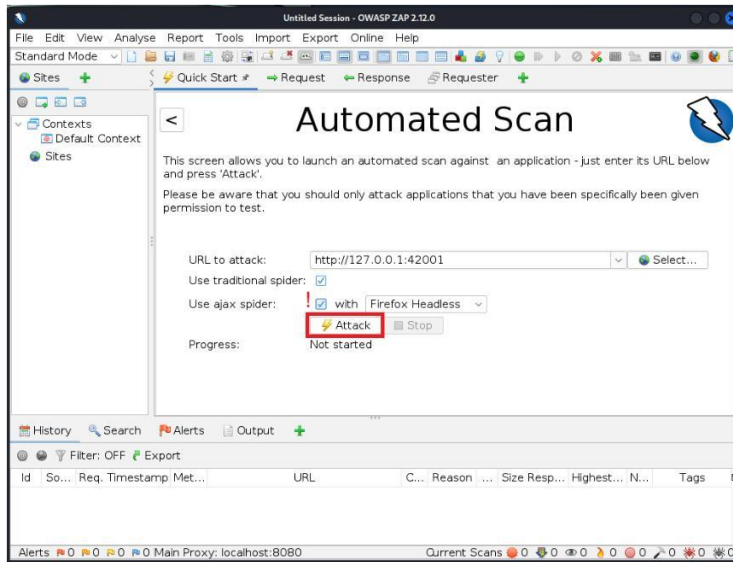 Untitled Session - OWASP ZAP 2.12.0
File Edit View Analyse Report Tools Import Export Online Help
Standard Mode
Sites Quick Start Request Response Requester
Contexts
Default Context
Sites
<
Automated Scan
This screen allows you to launch an automated scan against an application - just enter its URL below
and press 'Attack'.
Please be aware that you should only attack applications that you have been specifically been given
permission to test.
URL to attack: http://127.0.0.1:42001 Select...
Use traditional spider:
Use ajax spider: ! with Firefox Headless
Attack Stop
Progress: Not started
History Search Alerts Output
Filter: OFF Export
Id So... Req. Timestamp Met... URL C... Reason ... Size Resp... Highest... N... Tags
Alerts 0 0 0 0 Main Proxy: localhost:8080 Current Scans 0 0 0 0 0 0 0 0